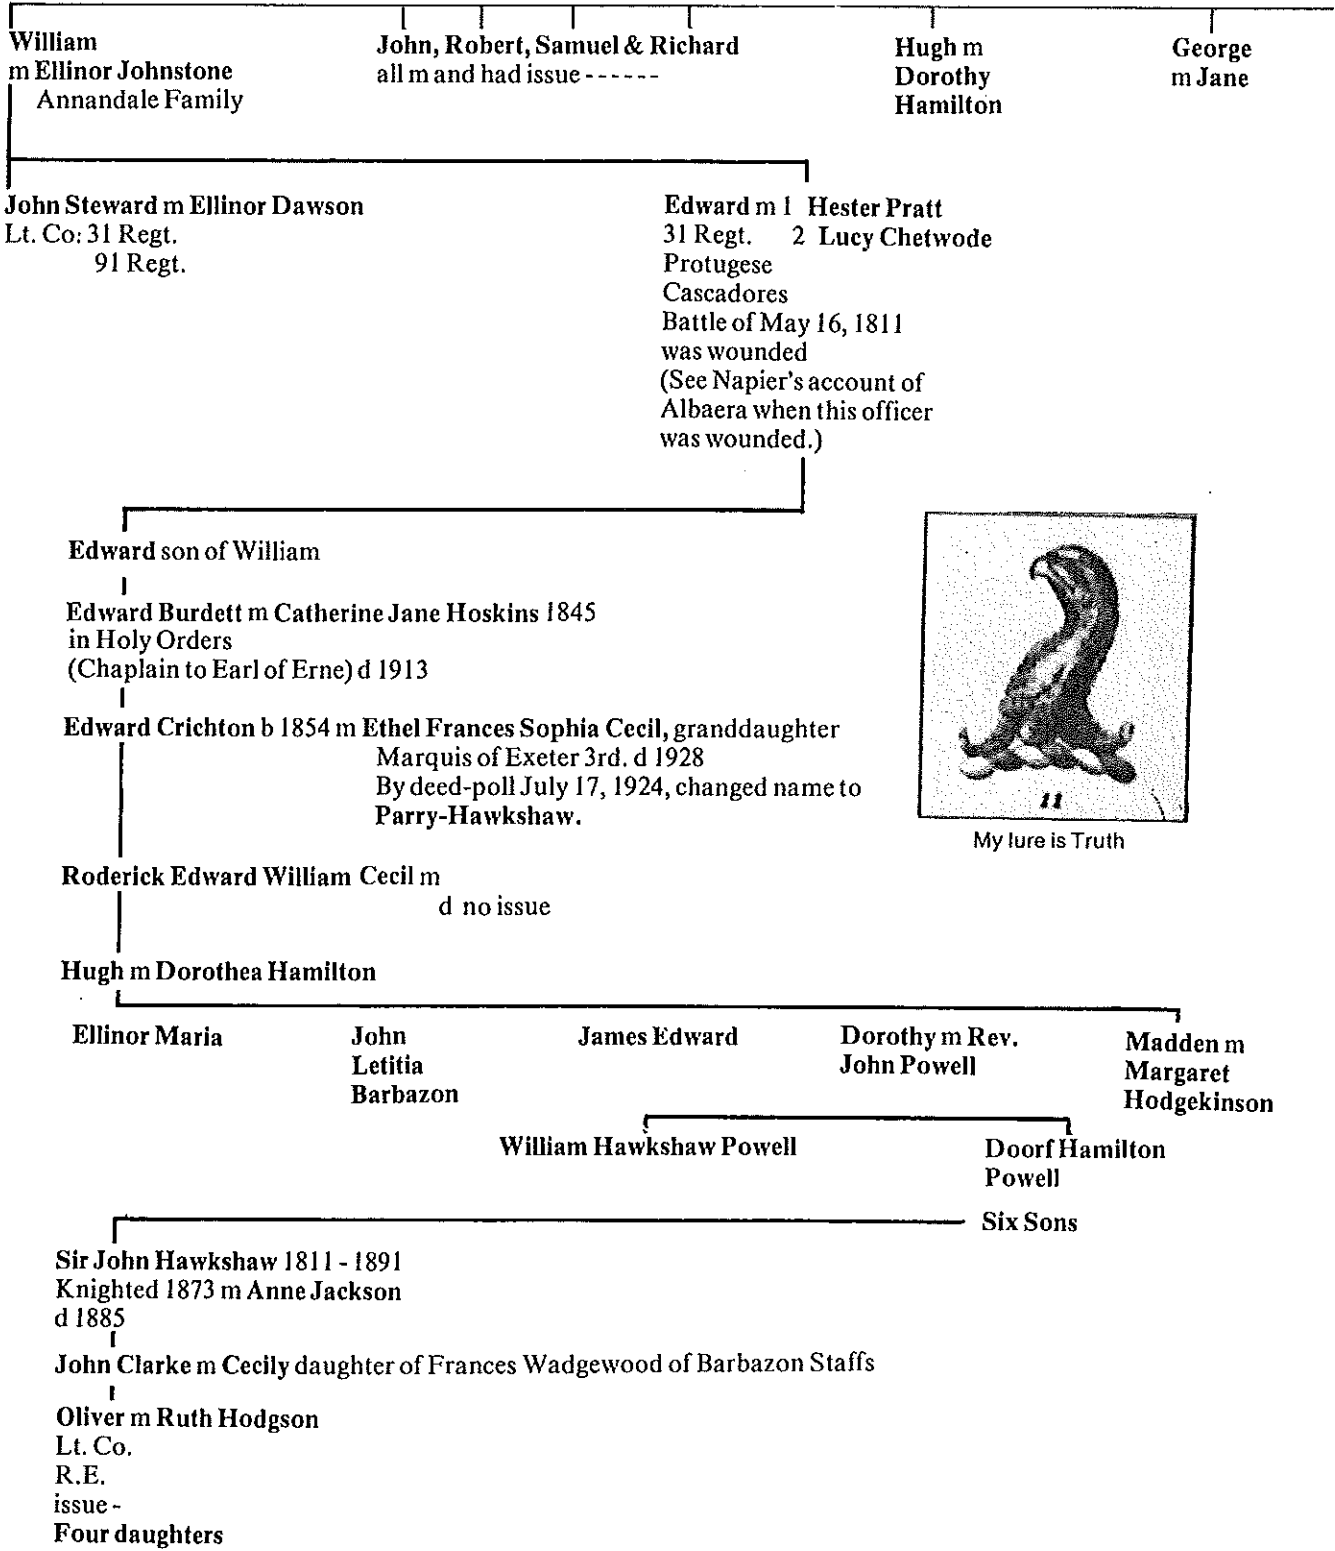 William
m Ellinor Johnstone
Annandale Family
John, Robert, Samuel & Richard
all m and had issue ------
Hugh m
Dorothy
Hamilton
George
m Jane
John Steward m Ellinor Dawson
Lt. Co: 31 Regt.
91 Regt.
Edward m 1 Hester Pratt
31 Regt. 2 Lucy Chetwode
Protugese
Cascadores
Battle of May 16, 1811
was wounded
(See Napier's account of
Albaera when this officer
was wounded.)
Edward son of William
Edward Burdett m Catherine Jane Hoskins 1845
in Holy Orders
(Chaplain to Earl of Erne) d 1913
Edward Crichton b 1854 m Ethel Frances Sophia Cecil, granddaughter
Marquis of Exeter 3rd. d 1928
By deed-poll July 17, 1924, changed name to
Parry-Hawkshaw.
11
My lure is Truth
Roderick Edward William Cecil m
d no issue
Hugh m Dorothea Hamilton
Ellinor Maria
John
Letitia
Barbazon
James Edward
Dorothy m Rev.
John Powell
Madden m
Margaret
Hodgekinson
William Hawkshaw Powell
Doorf Hamilton
Powell
Six Sons
Sir John Hawkshaw 1811 - 1891
Knighted 1873 m Anne Jackson
d 1885
John Clarke m Cecily daughter of Frances Wadgewood of Barbazon Staffs
Oliver m Ruth Hodgson
Lt. Co.
R.E.
issue -
Four daughters